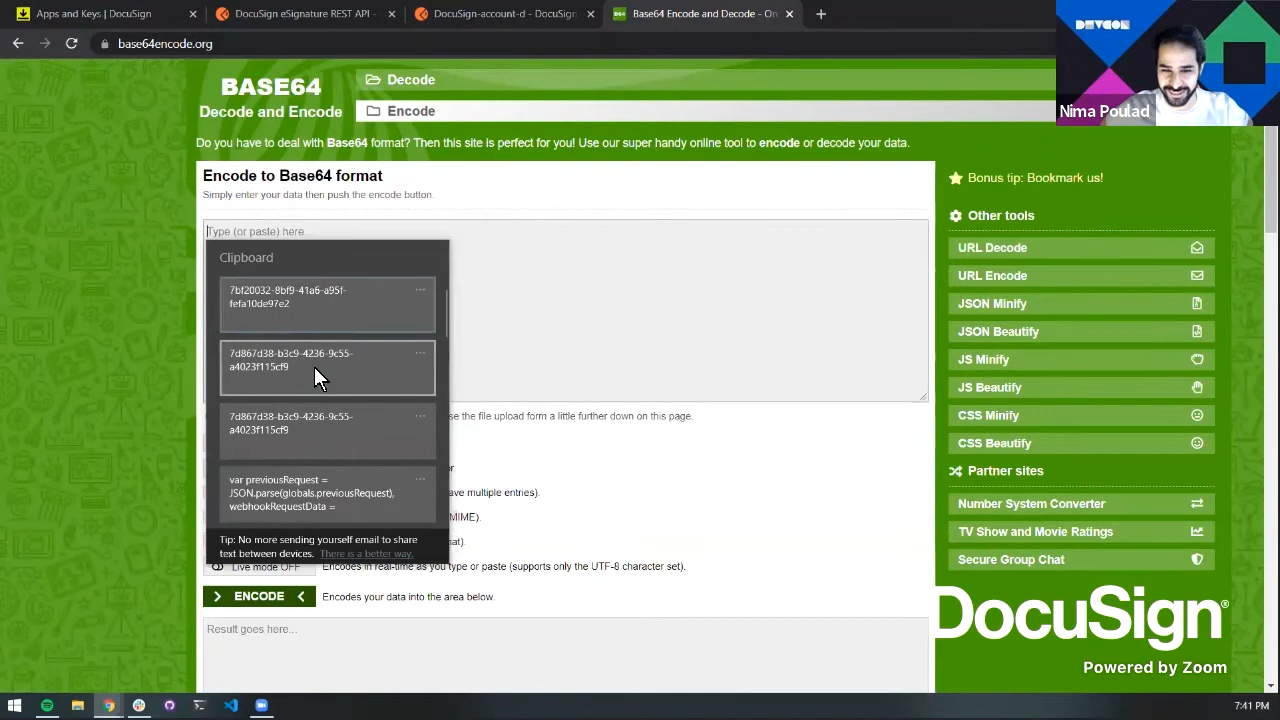 Apps and Keys | DocuSign
DocuSign eSignature REST API -
DocuSign-account-d - DocuSign
Base64 Encode and Decode - On
base64encode.org
DEVCON
Nima Poulad
BASE64
Decode and Encode
Decode
Encode
Do you have to deal with Base64 format? Then this site is perfect for you! Use our super handy online tool to encode or decode your data.
Encode to Base64 format
Simply enter your data then push the encode button.
Type (or paste) here
Clipboard
7bf20032-8bf9-41a6-a95f-
fefa10de97e2
7d867d38-b3c9-4236-9c55-
a4023f115cf9
7d867d38-b3c9-4236-9c55-
a4023f115cf9
var previousRequest =
JSON.parse(globals.previousRequest),
webhookRequestData =
Tip: No more sending yourself email to share
text between devices. There is a better way.
se the file upload form a little further down on this page.
or
ave multiple entries).
MIME).
at).
Live mode OFF
Encodes in real-time as you type or paste (supports only the UTF-8 character set).
ENCODE
Encodes your data into the area below.
Result goes here...
Bonus tip: Bookmark us!
Other tools
URL Decode
URL Encode
JSON Minify
JSON Beautify
JS Minify
JS Beautify
CSS Minify
CSS Beautify
Partner sites
Number System Converter
TV Show and Movie Ratings
Secure Group Chat
DocuSign®
Powered by Zoom
7:41 PM